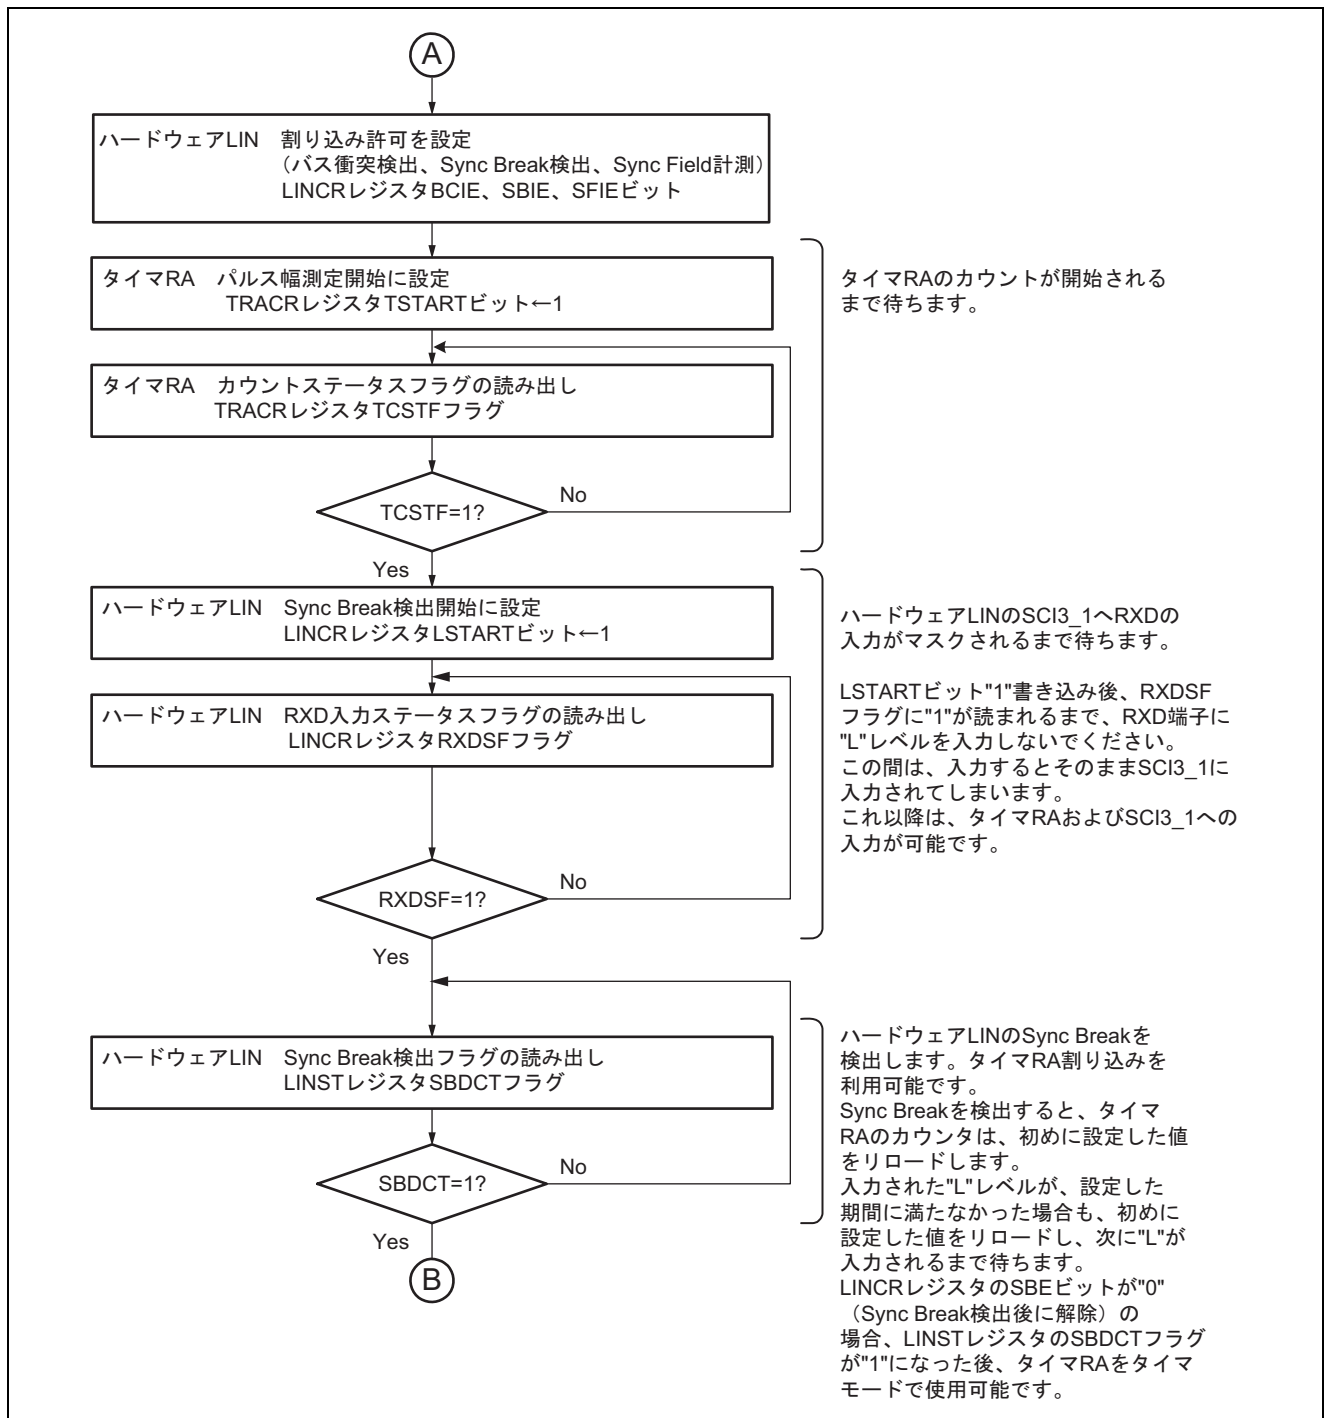 A
ハードウェアLIN 割り込み許可を設定
（バス衝突検出、Sync Break検出、Sync Field計測）
LINCRレジスタBCIE、SBIE、SFIEビット
タイマRA パルス幅測定開始に設定
TRACRレジスタTSTARTビット←1
タイマRAのカウントが開始される
まで待ちます。
タイマRA カウントステータスフラグの読み出し
TRACRレジスタTCSTFフラグ
TCSTF=1?
No
Yes
ハードウェアLIN Sync Break検出開始に設定
LINCRレジスタLSTARTビット←1
ハードウェアLINのSCI3_1へRXDの
入力がマスクされるまで待ちます。
LSTARTビット"1"書き込み後、RXDSF
フラグに"1"が読まれるまで、RXD端子に
"L"レベルを入力しないでください。
この間は、入力するとそのままSCI3_1に
入力されてしまいます。
これ以降は、タイマRAおよびSCI3_1への
入力が可能です。
ハードウェアLIN RXD入力ステータスフラグの読み出し
LINCRレジスタRXDSFフラグ
RXDSF=1?
No
Yes
ハードウェアLIN Sync Break検出フラグの読み出し
LINSTレジスタSBDCTフラグ
SBDCT=1?
No
Yes
B
ハードウェアLINのSync Breakを
検出します。タイマRA割り込みを
利用可能です。
Sync Breakを検出すると、タイマ
RAのカウンタは、初めに設定した値
をリロードします。
入力された"L"レベルが、設定した
期間に満たなかった場合も、初めに
設定した値をリロードし、次に"L"が
入力されるまで待ちます。
LINCRレジスタのSBEビットが"0"
（Sync Break検出後に解除）の
場合、LINSTレジスタのSBDCTフラグ
が"1"になった後、タイマRAをタイマ
モードで使用可能です。